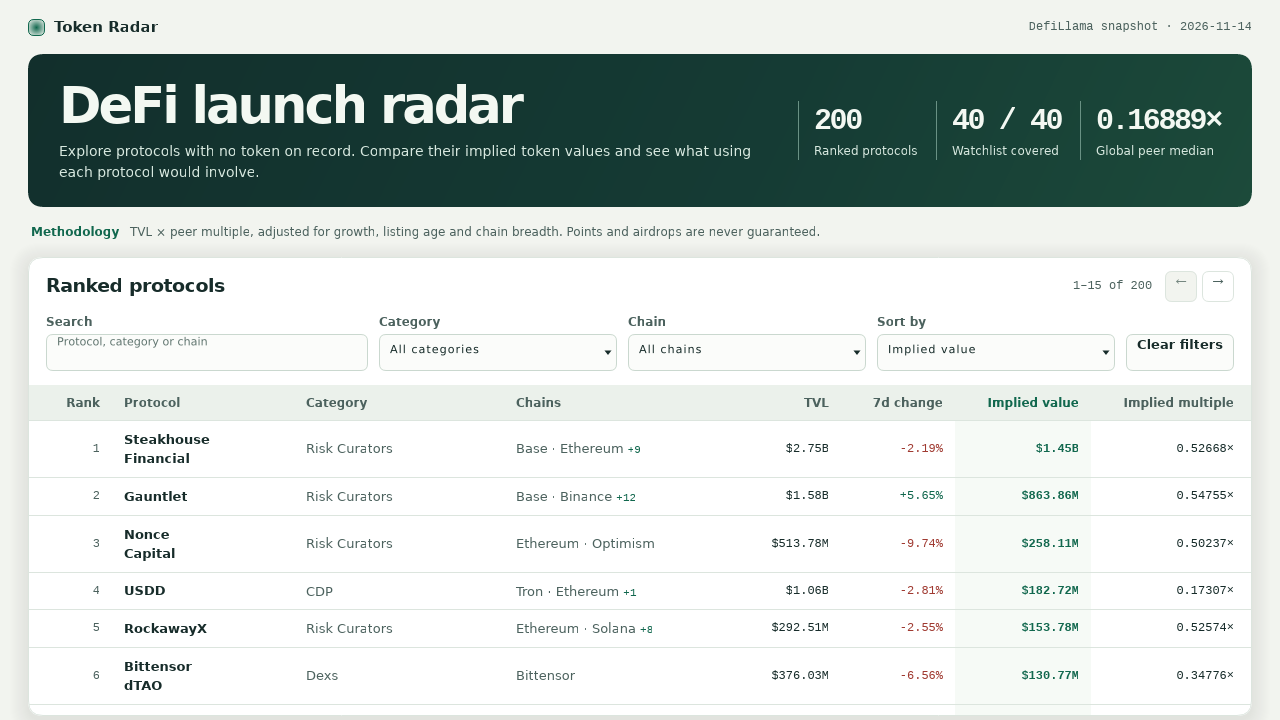 Token Radar
DefiLlama snapshot · 2026-11-14
DeFi launch radar
Explore protocols with no token on record. Compare their implied token values and see what using
each protocol would involve.
200
Ranked protocols
40 / 40
Watchlist covered
0.16889×
Global peer median
Methodology TVL × peer multiple, adjusted for growth, listing age and chain breadth. Points and airdrops are never guaranteed.
Ranked protocols
1–15 of 200 ← →
Search Category Chain Sort by
Protocol, category or chain All categories All chains Implied value Clear filters
Rank Protocol Category Chains TVL 7d change Implied value Implied multiple
1 Steakhouse Financial Risk Curators Base · Ethereum +9 $2.75B -2.19% $1.45B 0.52668×
2 Gauntlet Risk Curators Base · Binance +12 $1.58B +5.65% $863.86M 0.54755×
3 Nonce Capital Risk Curators Ethereum · Optimism $513.78M -9.74% $258.11M 0.50237×
4 USDD CDP Tron · Ethereum +1 $1.06B -2.81% $182.72M 0.17307×
5 RockawayX Risk Curators Ethereum · Solana +8 $292.51M -2.55% $153.78M 0.52574×
6 Bittensor dTAO Dexs Bittensor $376.03M -6.56% $130.77M 0.34776×